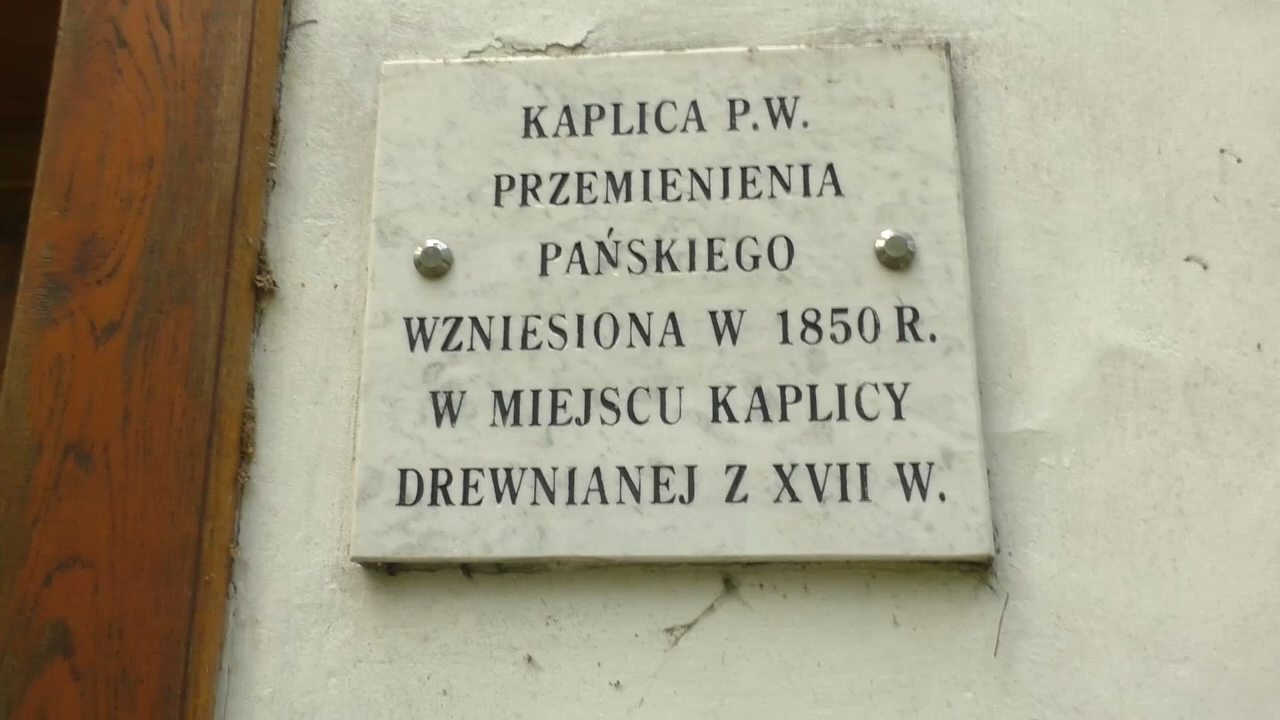 KAPLICA P.W.
PRZEMIENIENIA
PAŃSKIEGO
WZNIESIONA W 1850 R.
W MIEJSCU KAPLICY
DREWNIANEJ Z XVII W.